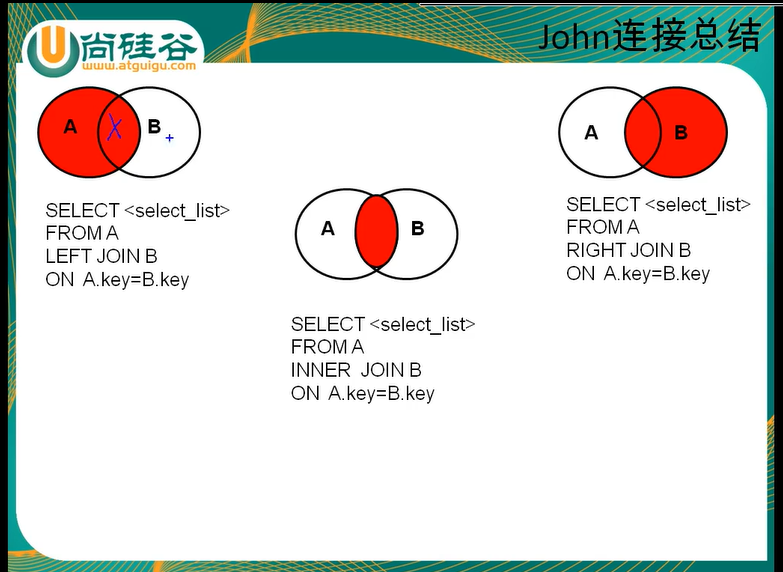 尚硅谷
www.atguigu.com
John连接总结
A
B
SELECT <select_list>
FROM A
LEFT JOIN B
ON A.key=B.key
A
B
SELECT <select_list>
FROM A
INNER JOIN B
ON A.key=B.key
A
B
SELECT <select_list>
FROM A
RIGHT JOIN B
ON A.key=B.key